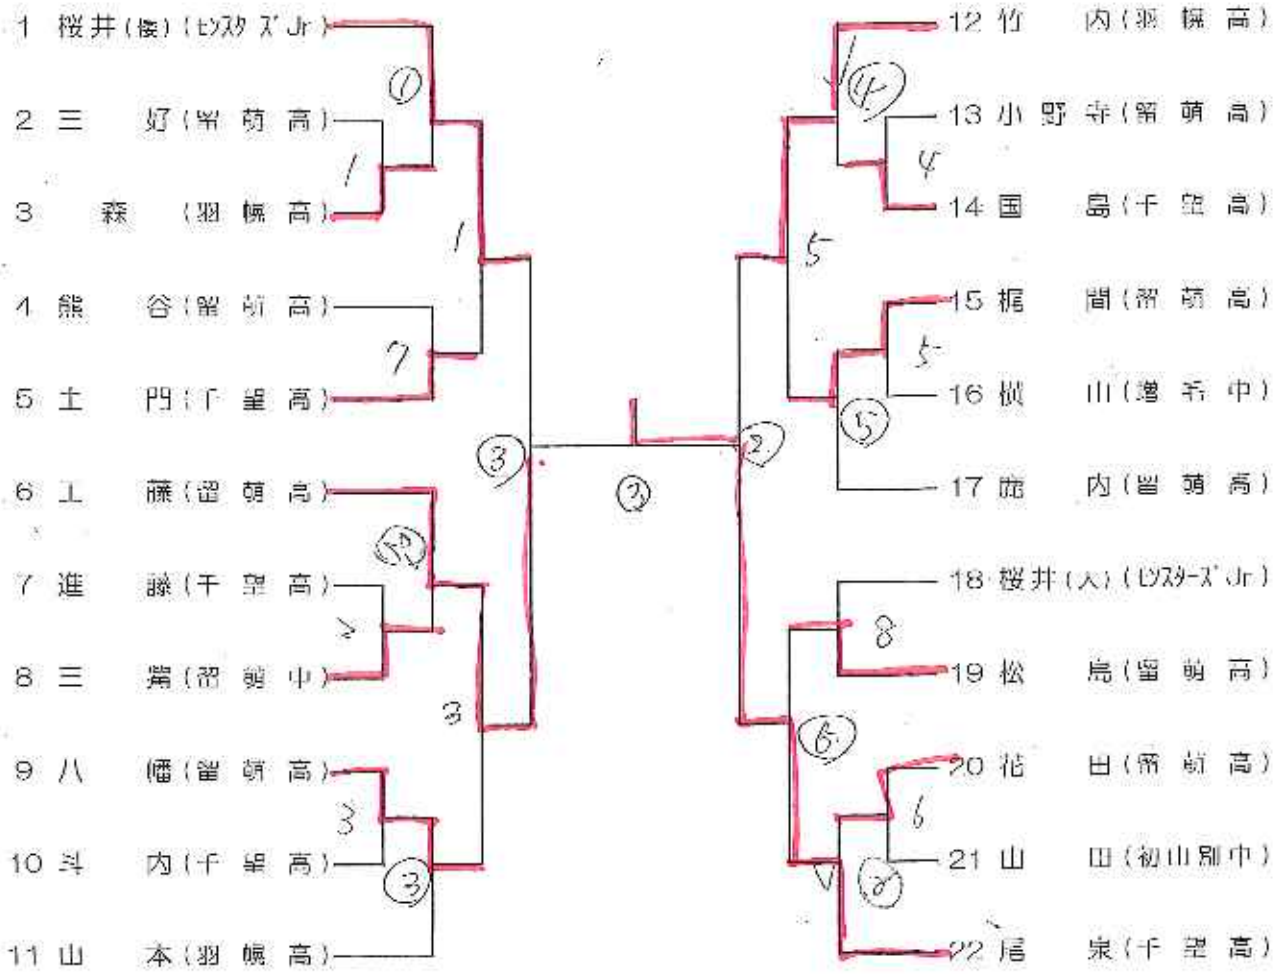 1 桜井(優)(ｾﾝｽﾀｰｽﾞJr)
2 三 好(留 萌 高)
3 森 (羽 幌 高)
4 熊 谷(留 萌 高)
5 土 門(千 望 高)
6 工 藤(留 萌 高)
7 進 藤(千 望 高)
8 三 (留 萌 中)
9 八 幡(留 萌 高)
10 斗 内(千 望 高)
11 山 本(羽 幌 高)
①
1
1
7
③
2
3
3
③
②
12 竹 内(羽 幌 高)
13 小 野 寺(留 萌 高)
14 国 島(千 望 高)
15 梶 間(留 萌 高)
16 横 山(増 毛 中)
17 鹿 内(留 萌 高)
18 桜井(大)(ｾﾝｽﾀｰｽﾞJr)
19 松 島(留 萌 高)
20 花 田(留 萌 高)
21 山 田(初山別中)
22 尾 泉(千 望 高)
④
4
5
5
⑤
8
⑥
6